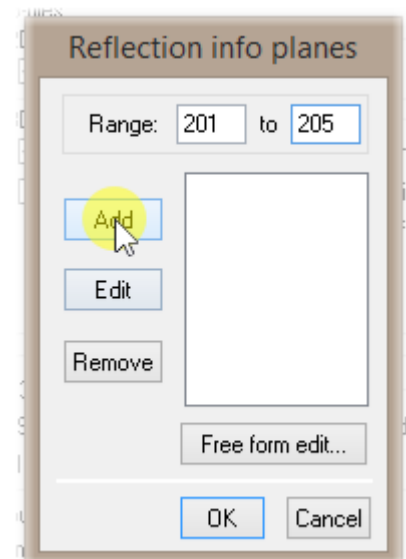 Reflection info planes
Range: 201 to 205
Add
Edit
Remove
Free form edit...
OK Cancel